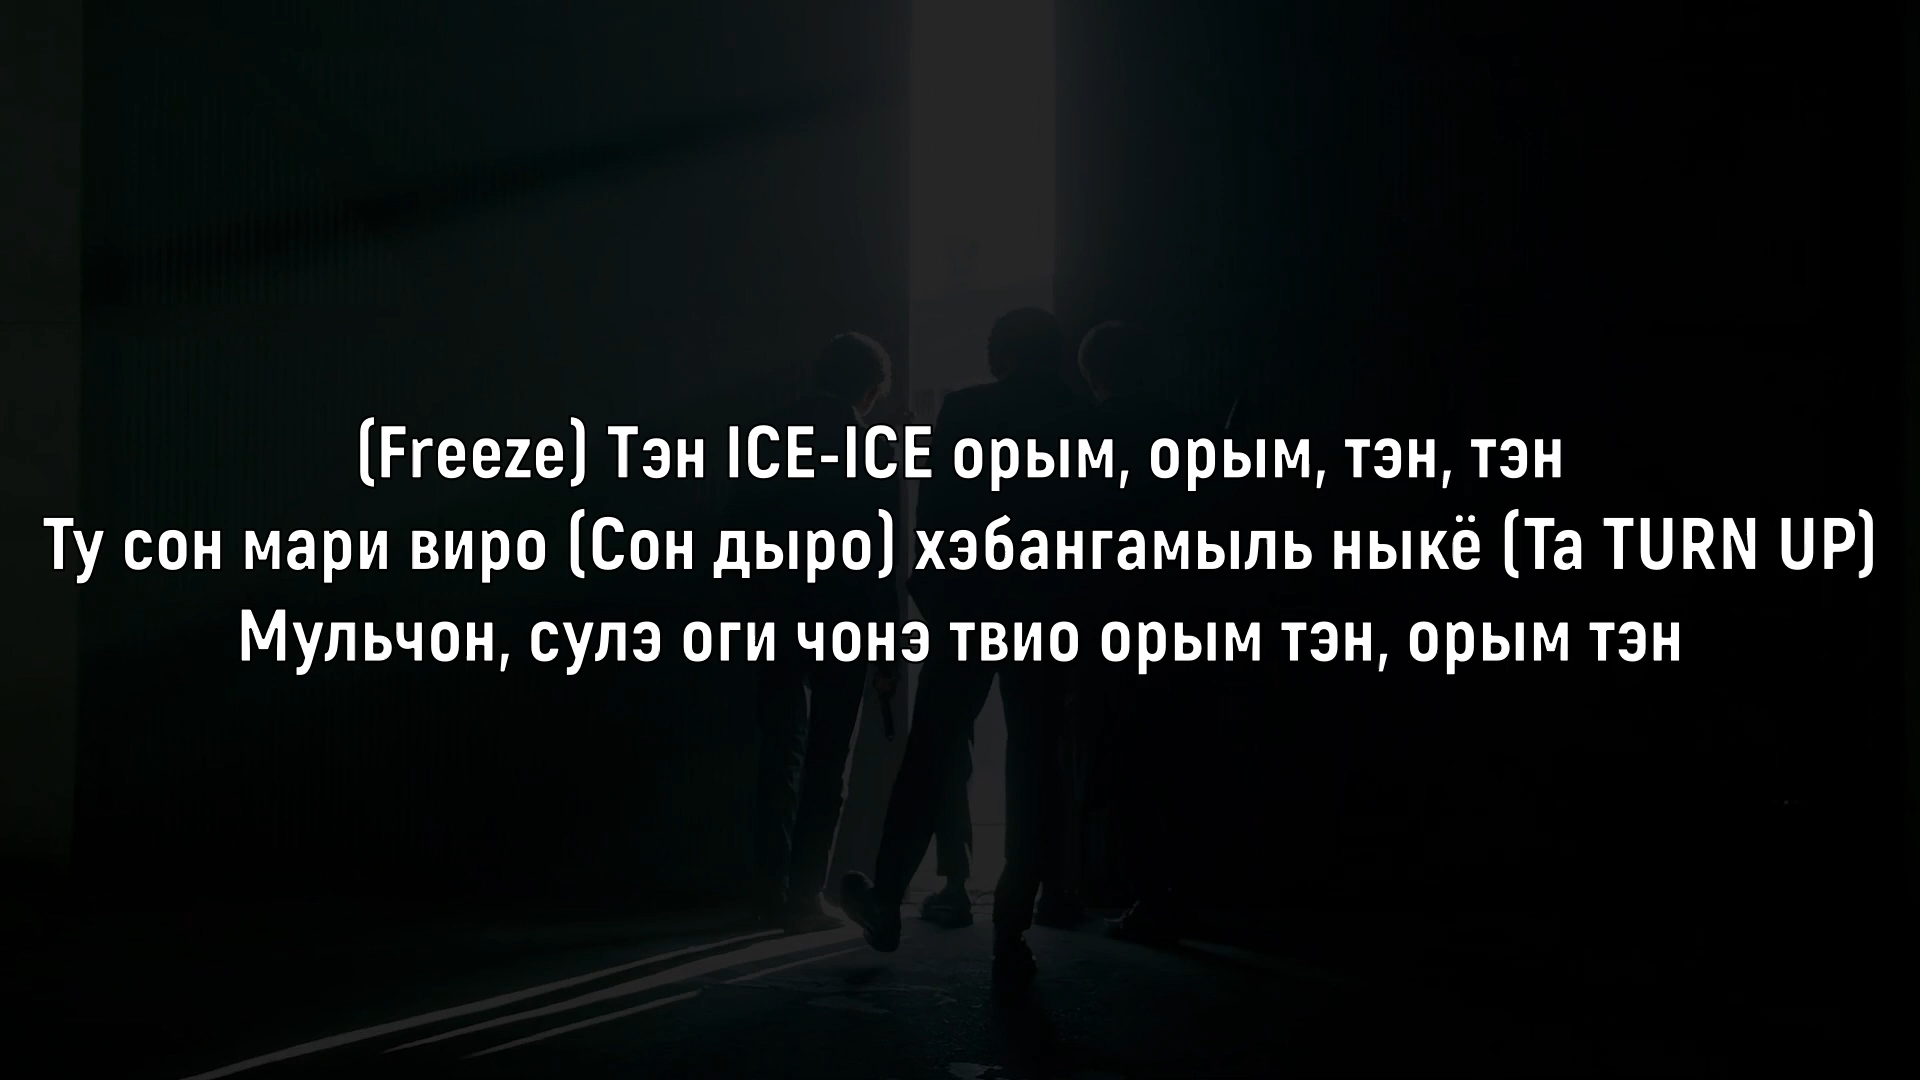 (Freeze) Тэн ICE-ICE орым, орым, тэн, тэн
Ту сон мари виро (Сон дыро) хэбангамыль ныкё (Та TURN UP)
Мульчон, сулэ оги чонэ твио орым тэн, орым тэн